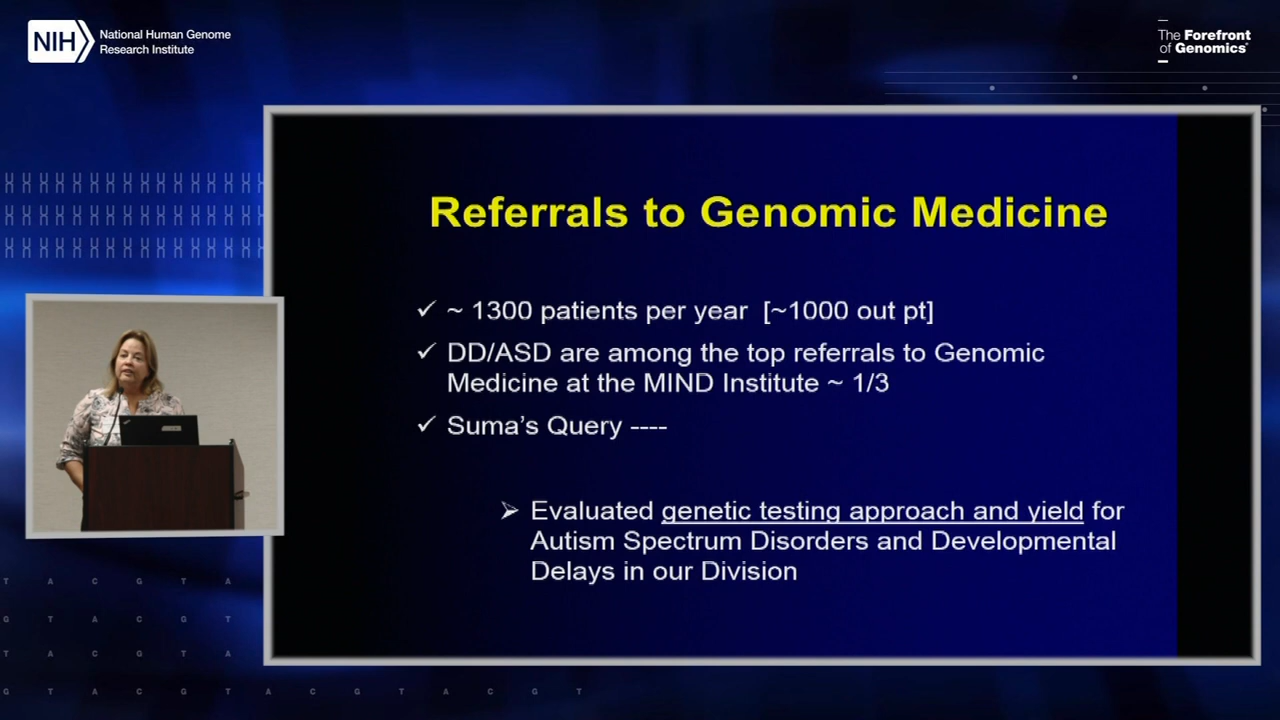 NIH
National Human Genome
Research Institute
The Forefront
of Genomics®
Referrals to Genomic Medicine
✓ ~ 1300 patients per year [~1000 out pt]
✓ DD/ASD are among the top referrals to Genomic
Medicine at the MIND Institute ~ 1/3
✓ Suma's Query ----
➢ Evaluated genetic testing approach and yield for
Autism Spectrum Disorders and Developmental
Delays in our Division
T A C G T A
G T A C G T
T A C G T A
G T A C G T A C G T A C G T A C G T